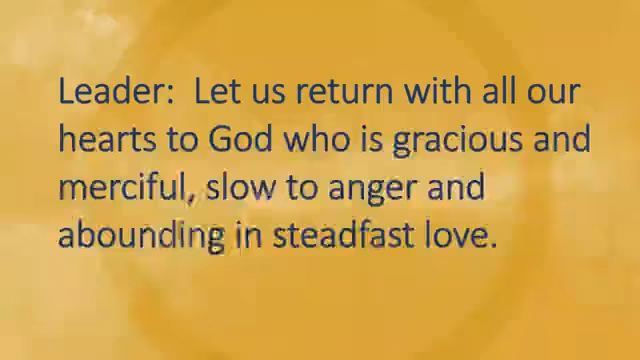 Leader: Let us return with all our
hearts to God who is gracious and
merciful, slow to anger and
abounding in steadfast love.